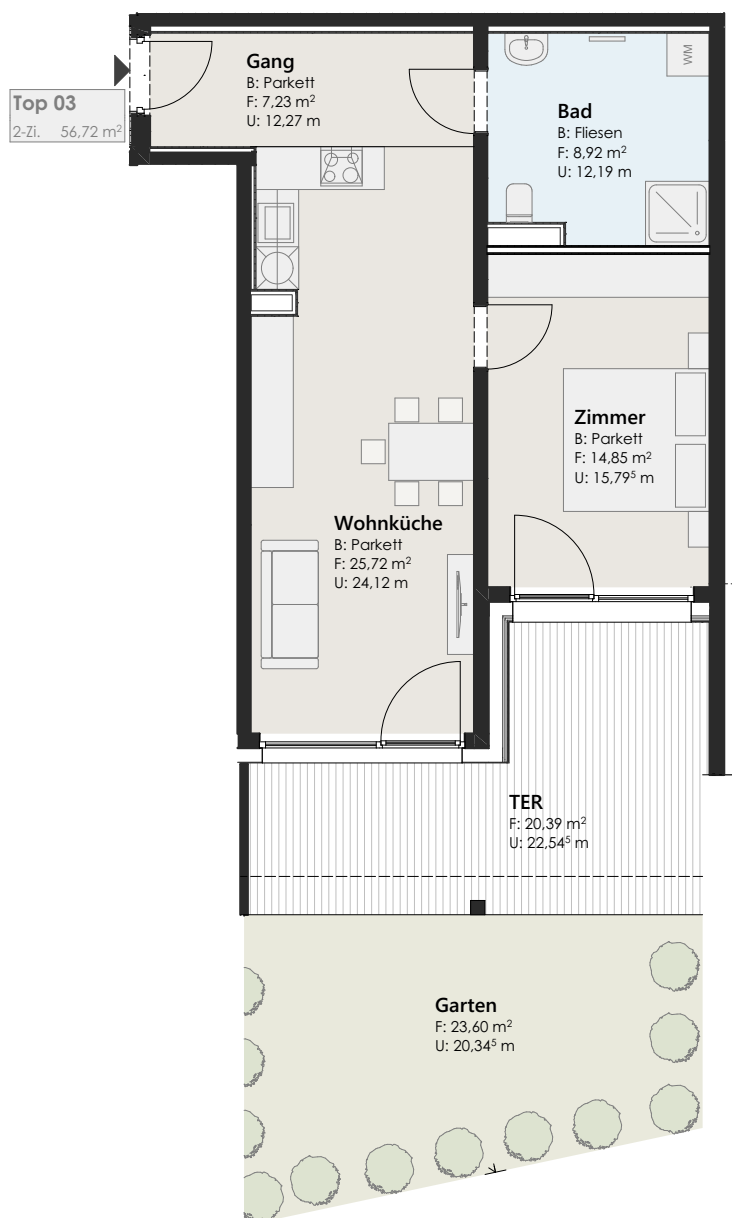 Top 03
2-Zi. 56,72 m²
Gang
B: Parkett
F: 7,23 m²
U: 12,27 m
WM
Bad
B: Fliesen
F: 8,92 m²
U: 12,19 m
Zimmer
B: Parkett
F: 14,85 m²
U: 15,79⁵ m
Wohnküche
B: Parkett
F: 25,72 m²
U: 24,12 m
TER
F: 20,39 m²
U: 22,54⁵ m
Garten
F: 23,60 m²
U: 20,34⁵ m